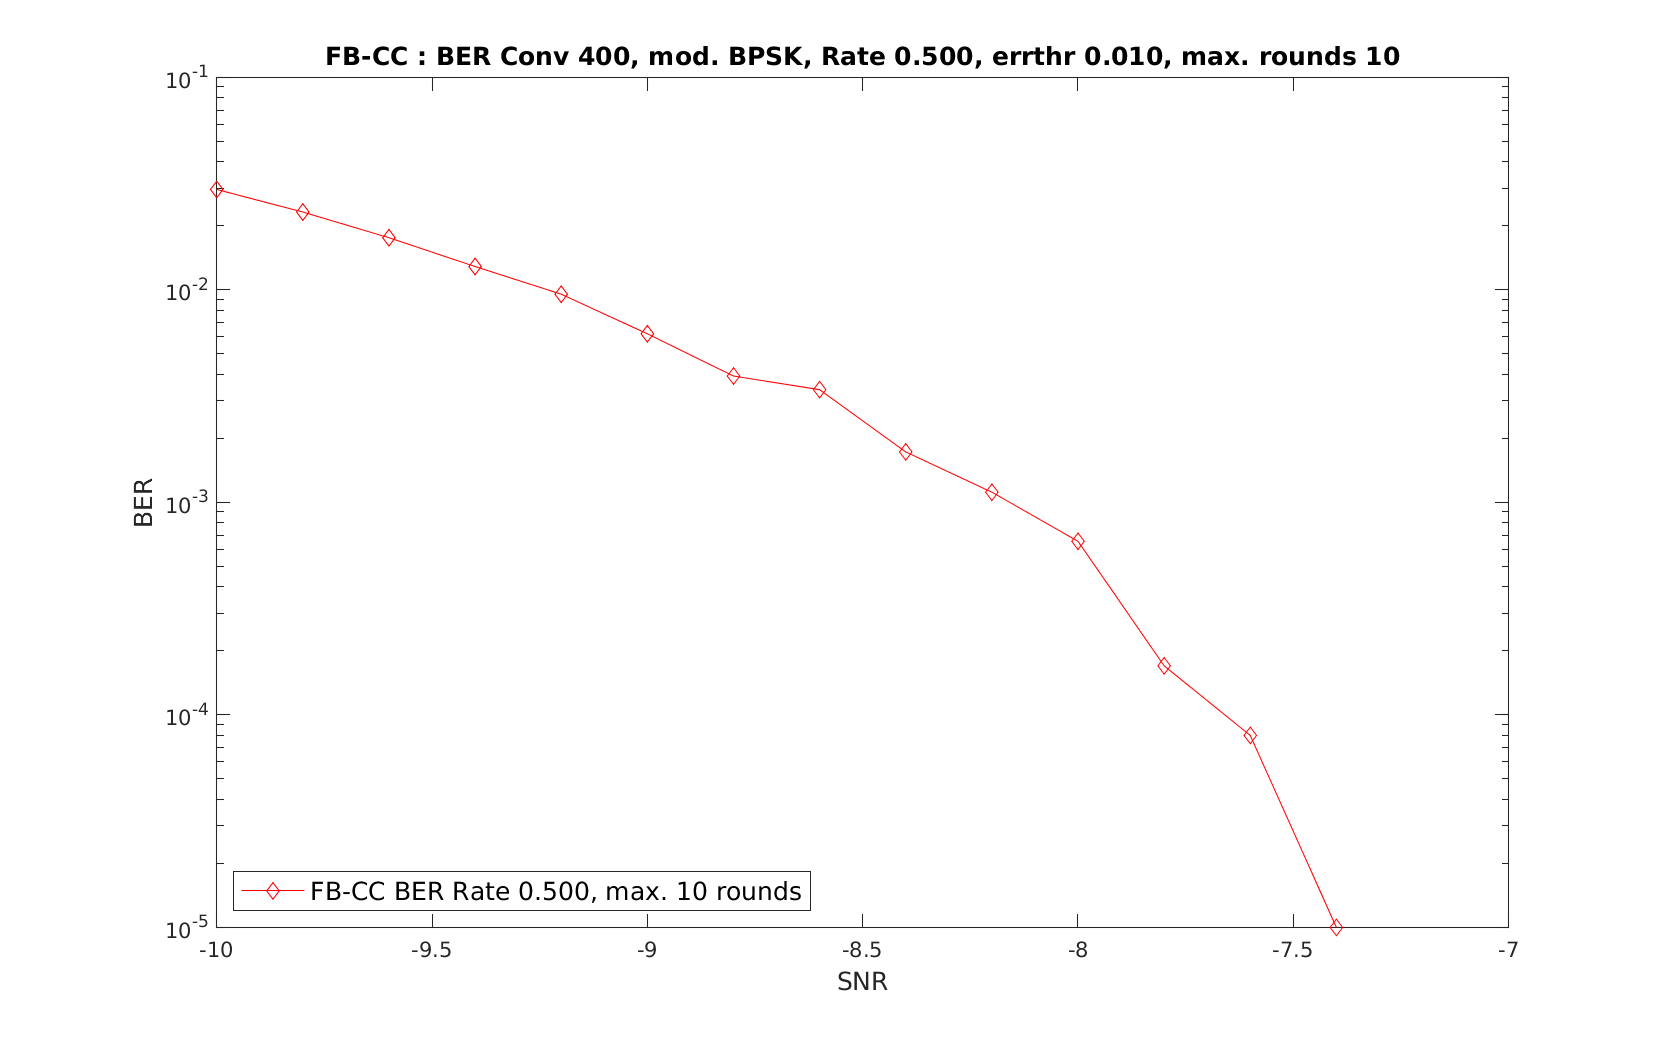 FB-CC : BER Conv 400, mod. BPSK, Rate 0.500, errthr 0.010, max. rounds 10
10^-1
10^-2
10^-3
10^-4
10^-5
BER
FB-CC BER Rate 0.500, max. 10 rounds
-10 -9.5 -9 -8.5 -8 -7.5 -7
SNR